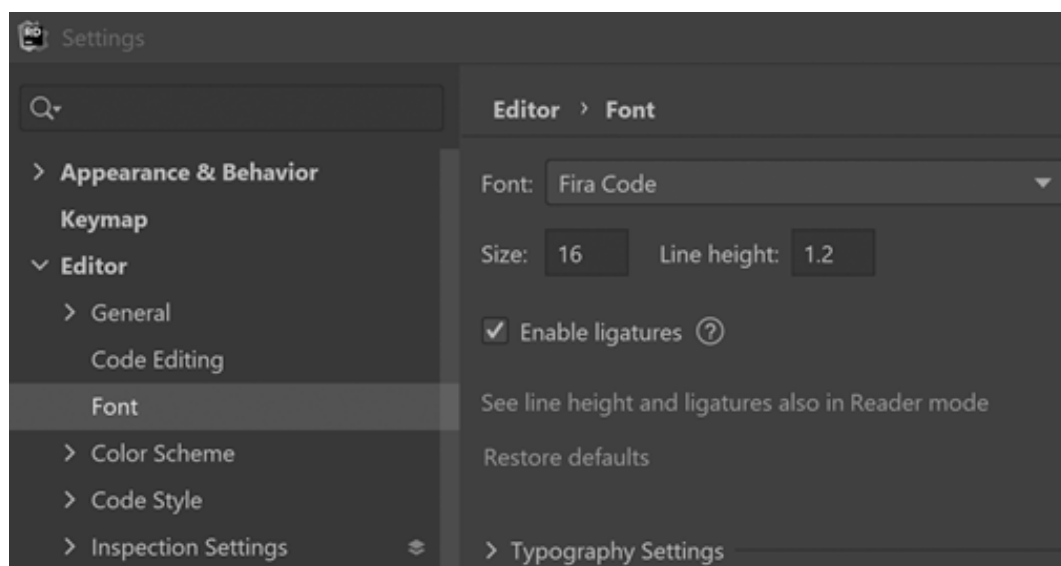 RD
Settings
Editor > Font
> Appearance & Behavior
Font: Fira Code
Keymap
Size: 16 Line height: 1.2
Editor
> General
Enable ligatures ?
Code Editing
Font
See line height and ligatures also in Reader mode
> Color Scheme
Restore defaults
> Code Style
> Inspection Settings
> Typography Settings